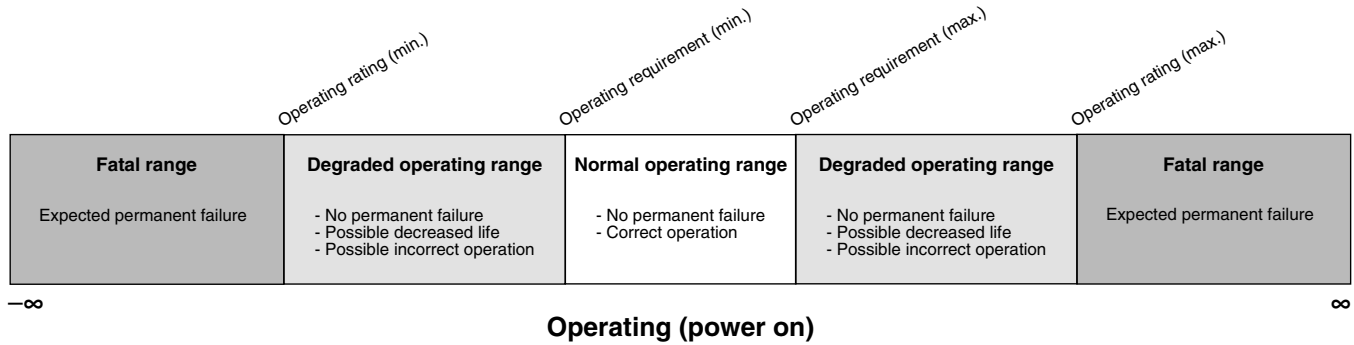 Operating rating (min.)
Operating requirement (min.)
Operating requirement (max.)
Operating rating (max.)
Fatal range
Expected permanent failure
Degraded operating range
- No permanent failure
- Possible decreased life
- Possible incorrect operation
Normal operating range
- No permanent failure
- Correct operation
Degraded operating range
- No permanent failure
- Possible decreased life
- Possible incorrect operation
Fatal range
Expected permanent failure
–∞
∞
Operating (power on)